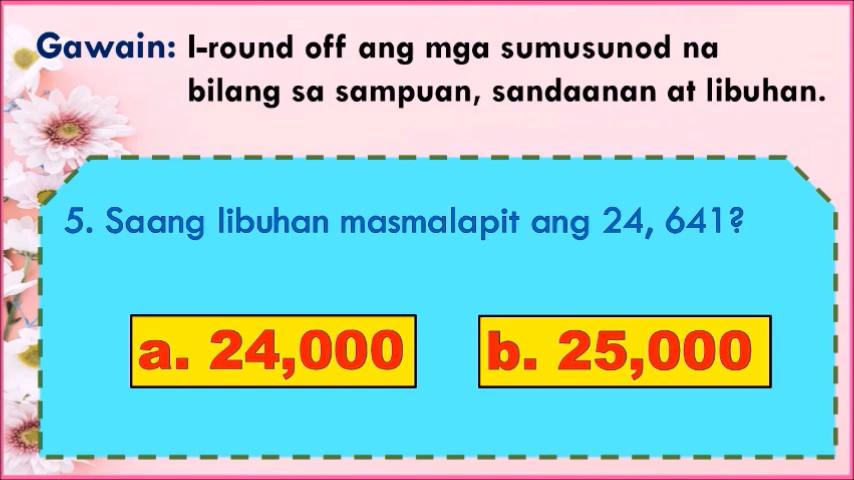 Gawain: I-round off ang mga sumusunod na
bilang sa sampuan, sandaanan at libuhan.
5. Saang libuhan masmalapit ang 24, 641?
a. 24,000
b. 25,000